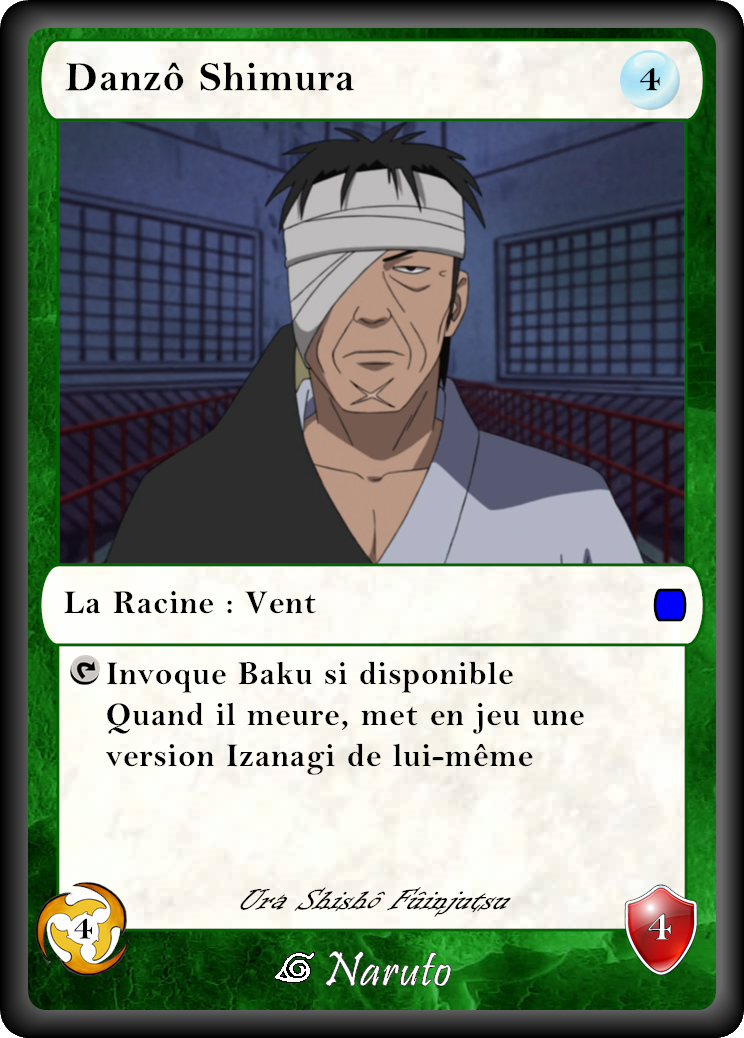 Danzô Shimura
4
La Racine : Vent
Invoque Baku si disponible
Quand il meure, met en jeu une
version Izanagi de lui-même
Ura Shishô Fûinjutsu
4
4
Naruto